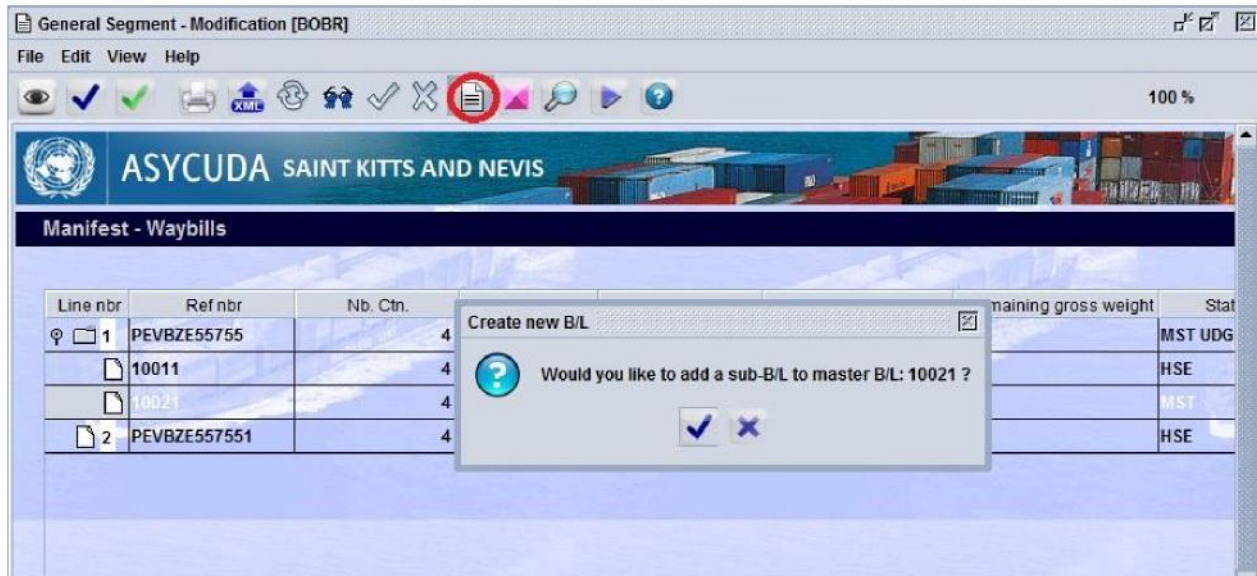 General Segment - Modification [BOBR]
File Edit View Help
XML
100 %
ASYCUDA SAINT KITTS AND NEVIS
Manifest - Waybills
Line nbr Ref nbr Nb. Ctn. maining gross weight Stat
1 PEVBZE55755 4 MST UDG
10011 4 HSE
10021 4 MST
2 PEVBZE557551 4 HSE
Create new B/L
Would you like to add a sub-B/L to master B/L: 10021 ?